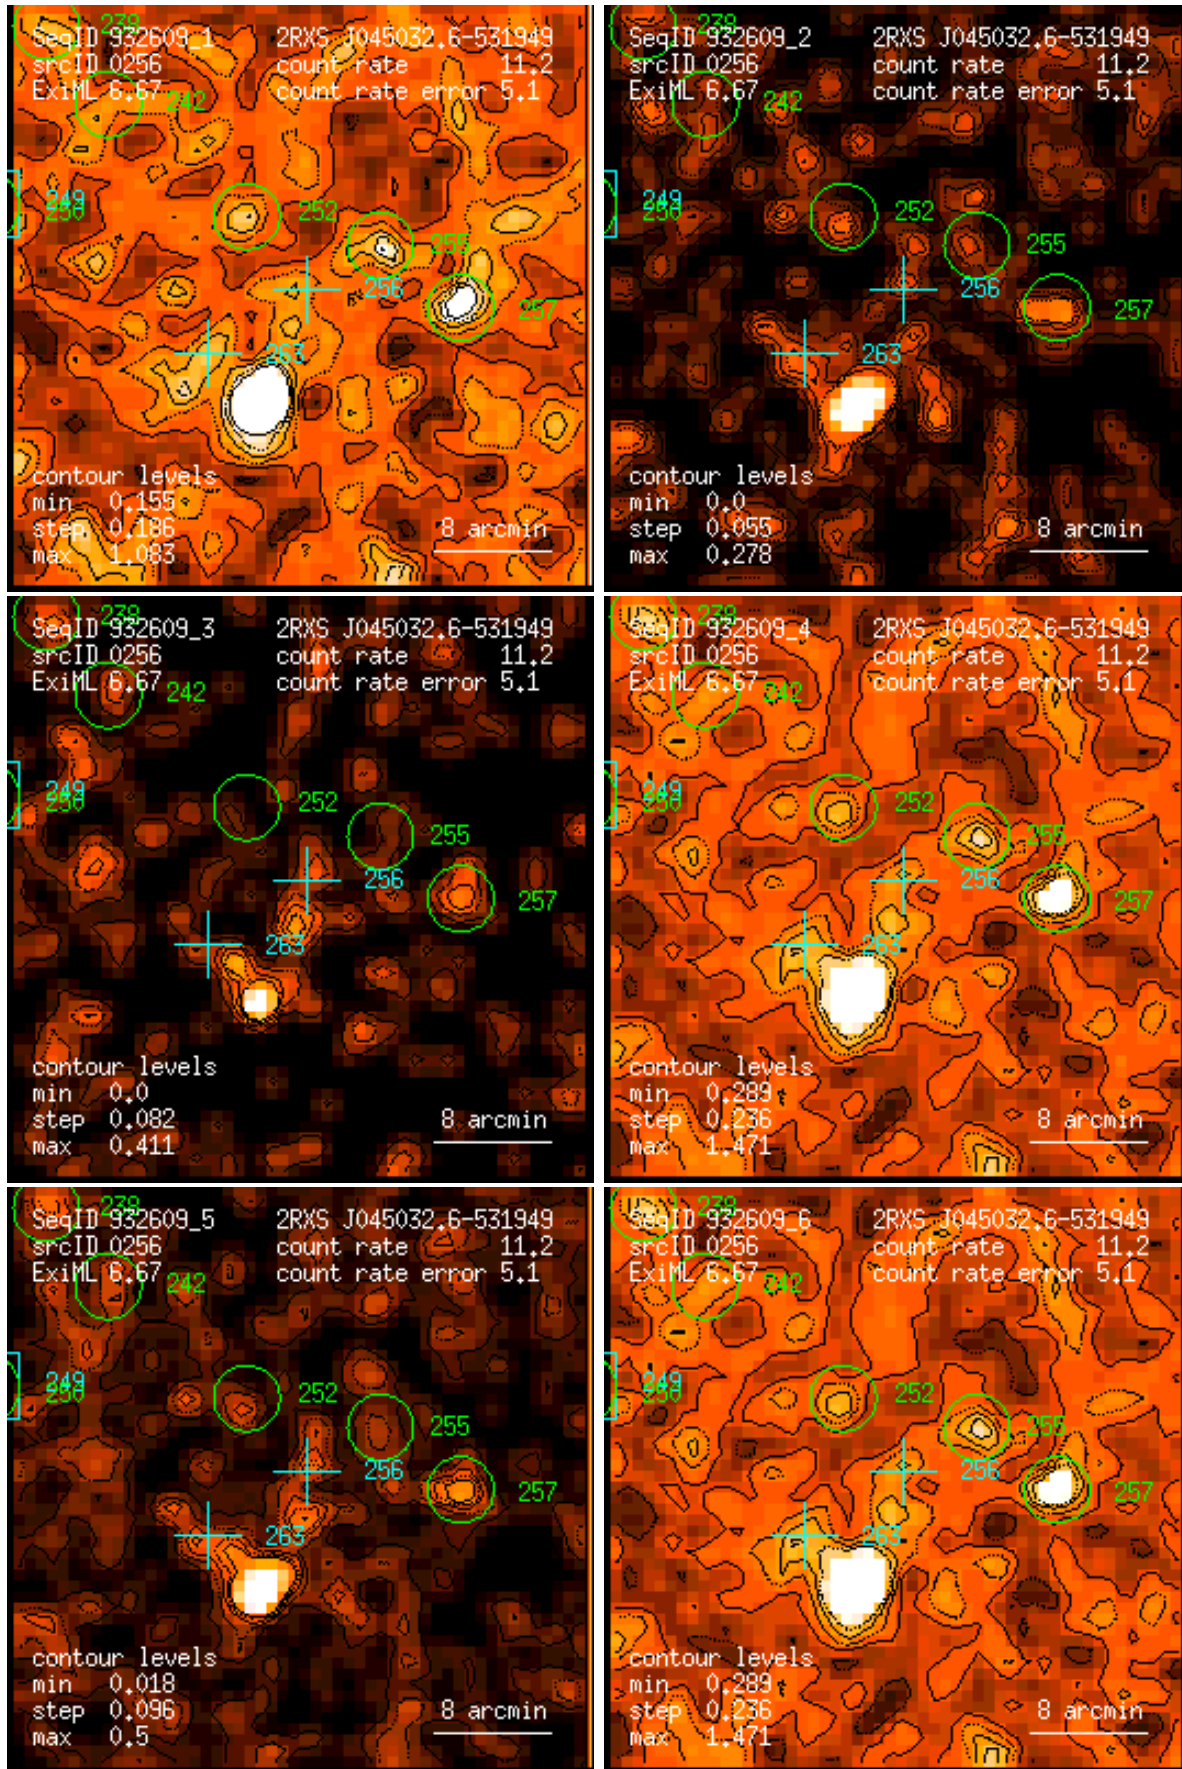 238
SeqID 932609_1 2RXS J045032.6-531949
srcID 0256 count rate 11.2
ExiML 6.67 242 count rate error 5.1
249
250
252
255
256
257
263
contour levels
min 0.155
step 0.186 8 arcmin
max 1.083
238
SeqID 932609_2 2RXS J045032.6-531949
srcID 0256 count rate 11.2
ExiML 6.67 242 count rate error 5.1
249
250
252
255
256
257
263
contour levels
min 0.0
step 0.055 8 arcmin
max 0.278
238
SeqID 932609_3 2RXS J045032.6-531949
srcID 0256 count rate 11.2
ExiML 6.67 242 count rate error 5.1
249
250
252
255
256
257
263
contour levels
min 0.0
step 0.082 8 arcmin
max 0.411
238
SeqID 932609_4 2RXS J045032.6-531949
srcID 0256 count rate 11.2
ExiML 6.67 242 count rate error 5.1
249
250
252
255
256
257
263
contour levels
min 0.289
step 0.236 8 arcmin
max 1.471
238
SeqID 932609_5 2RXS J045032.6-531949
srcID 0256 count rate 11.2
ExiML 6.67 242 count rate error 5.1
249
250
252
255
256
257
263
contour levels
min 0.018
step 0.096 8 arcmin
max 0.5
238
SeqID 932609_6 2RXS J045032.6-531949
srcID 0256 count rate 11.2
ExiML 6.67 242 count rate error 5.1
249
250
252
255
256
257
263
contour levels
min 0.289
step 0.236 8 arcmin
max 1.471